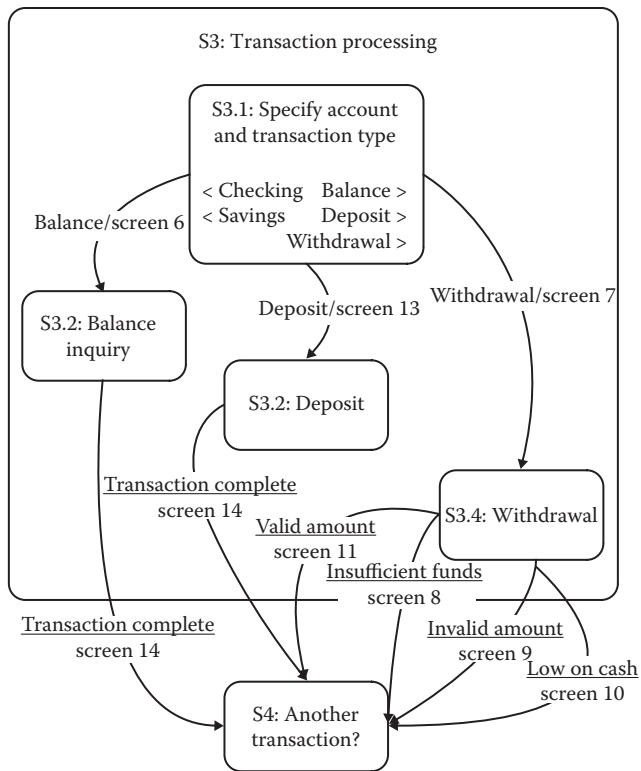 S3: Transaction processing
S3.1: Specify account
and transaction type
< Checking Balance >
< Savings Deposit >
Withdrawal >
Balance/screen 6
Deposit/screen 13
Withdrawal/screen 7
S3.2: Balance
inquiry
S3.2: Deposit
S3.4: Withdrawal
Transaction complete
screen 14
Valid amount
screen 11
Insufficient funds
screen 8
Transaction complete
screen 14
Invalid amount
screen 9
Low on cash
screen 10
S4: Another
transaction?